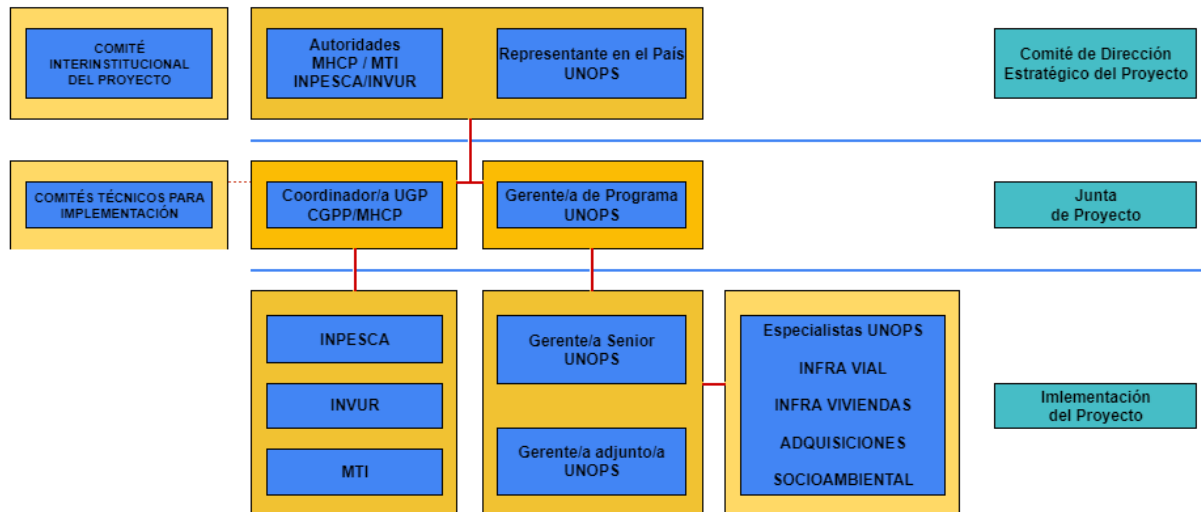 COMITÉ
INTERINSTITUCIONAL
DEL PROYECTO
Autoridades
MHCP / MTI
INPESCA/INVUR
Representante en el País
UNOPS
Comité de Dirección
Estratégico del Proyecto
COMITÉS TÉCNICOS PARA
IMPLEMENTACIÓN
Coordinador/a UGP
CGPP/MHCP
Gerente/a de Programa
UNOPS
Junta
de Proyecto
INPESCA
INVUR
MTI
Gerente/a Senior
UNOPS
Gerente/a adjunto/a
UNOPS
Especialistas UNOPS
INFRA VIAL
INFRA VIVIENDAS
ADQUISICIONES
SOCIOAMBIENTAL
Imlementación
del Proyecto